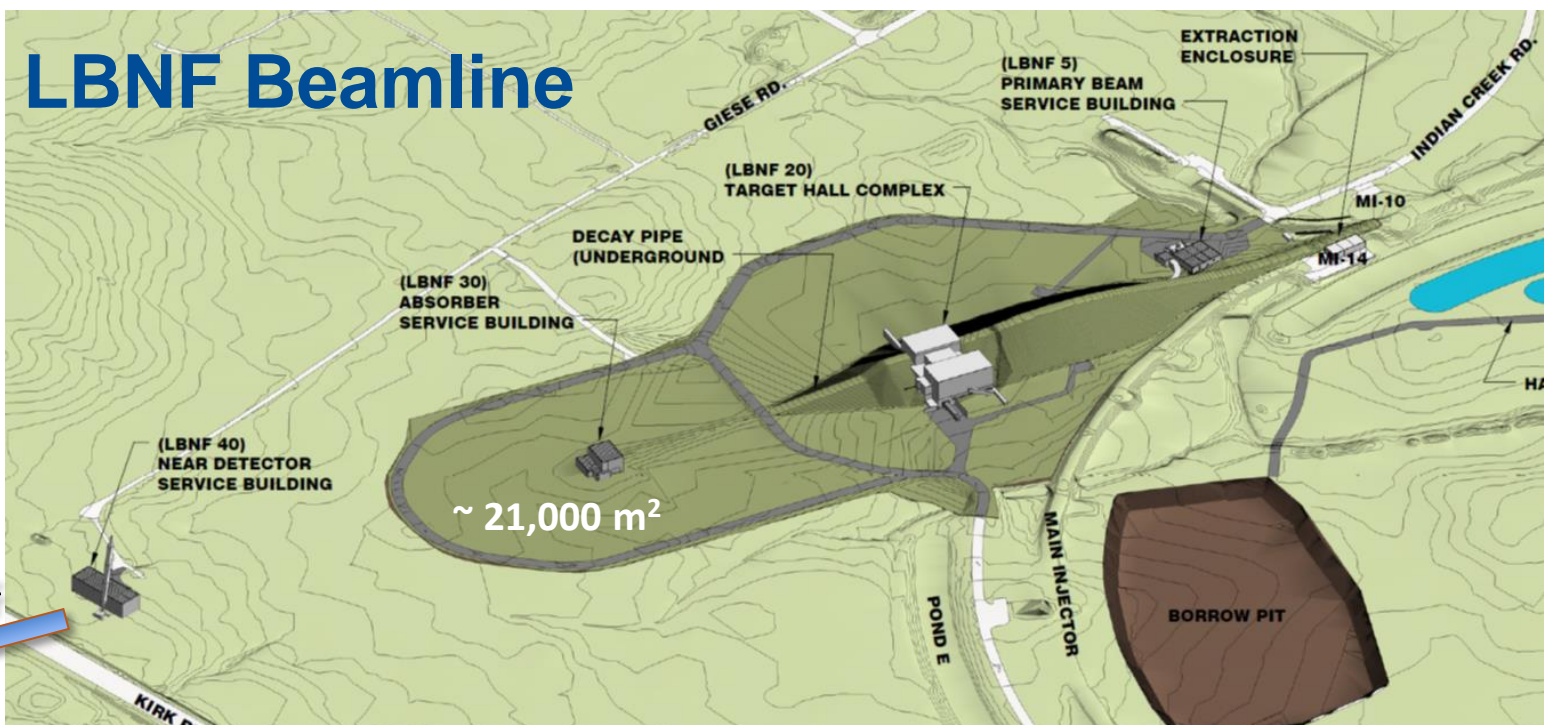 LBNF Beamline
GIESE RD.
(LBNF 5)
PRIMARY BEAM
SERVICE BUILDING
EXTRACTION
ENCLOSURE
INDIAN CREEK RD.
(LBNF 20)
TARGET HALL COMPLEX
MI-10
DECAY PIPE
(UNDERGROUND
MI-14
(LBNF 30)
ABSORBER
SERVICE BUILDING
(LBNF 40)
NEAR DETECTOR
SERVICE BUILDING
~ 21,000 m²
MAIN INJECTOR
POND E
BORROW PIT
KIRK